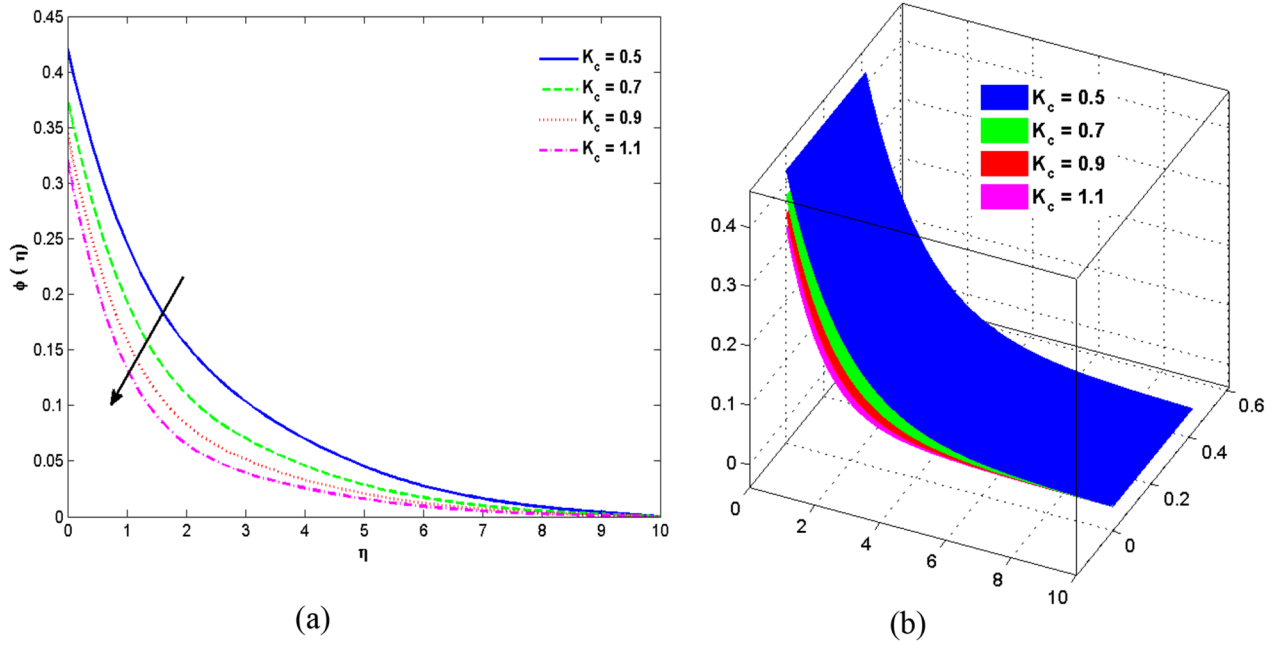 0.45
0.4
0.35
0.3
0.25
0.2
0.15
0.1
0.05
0
ϕ ( η)
0 1 2 3 4 5 6 7 8 9 10
η
K_c = 0.5
K_c = 0.7
K_c = 0.9
K_c = 1.1
(a)
K_c = 0.5
K_c = 0.7
K_c = 0.9
K_c = 1.1
0.4
0.3
0.2
0.1
0
0 2 4 6 8 10
0 0.2 0.4 0.6
(b)